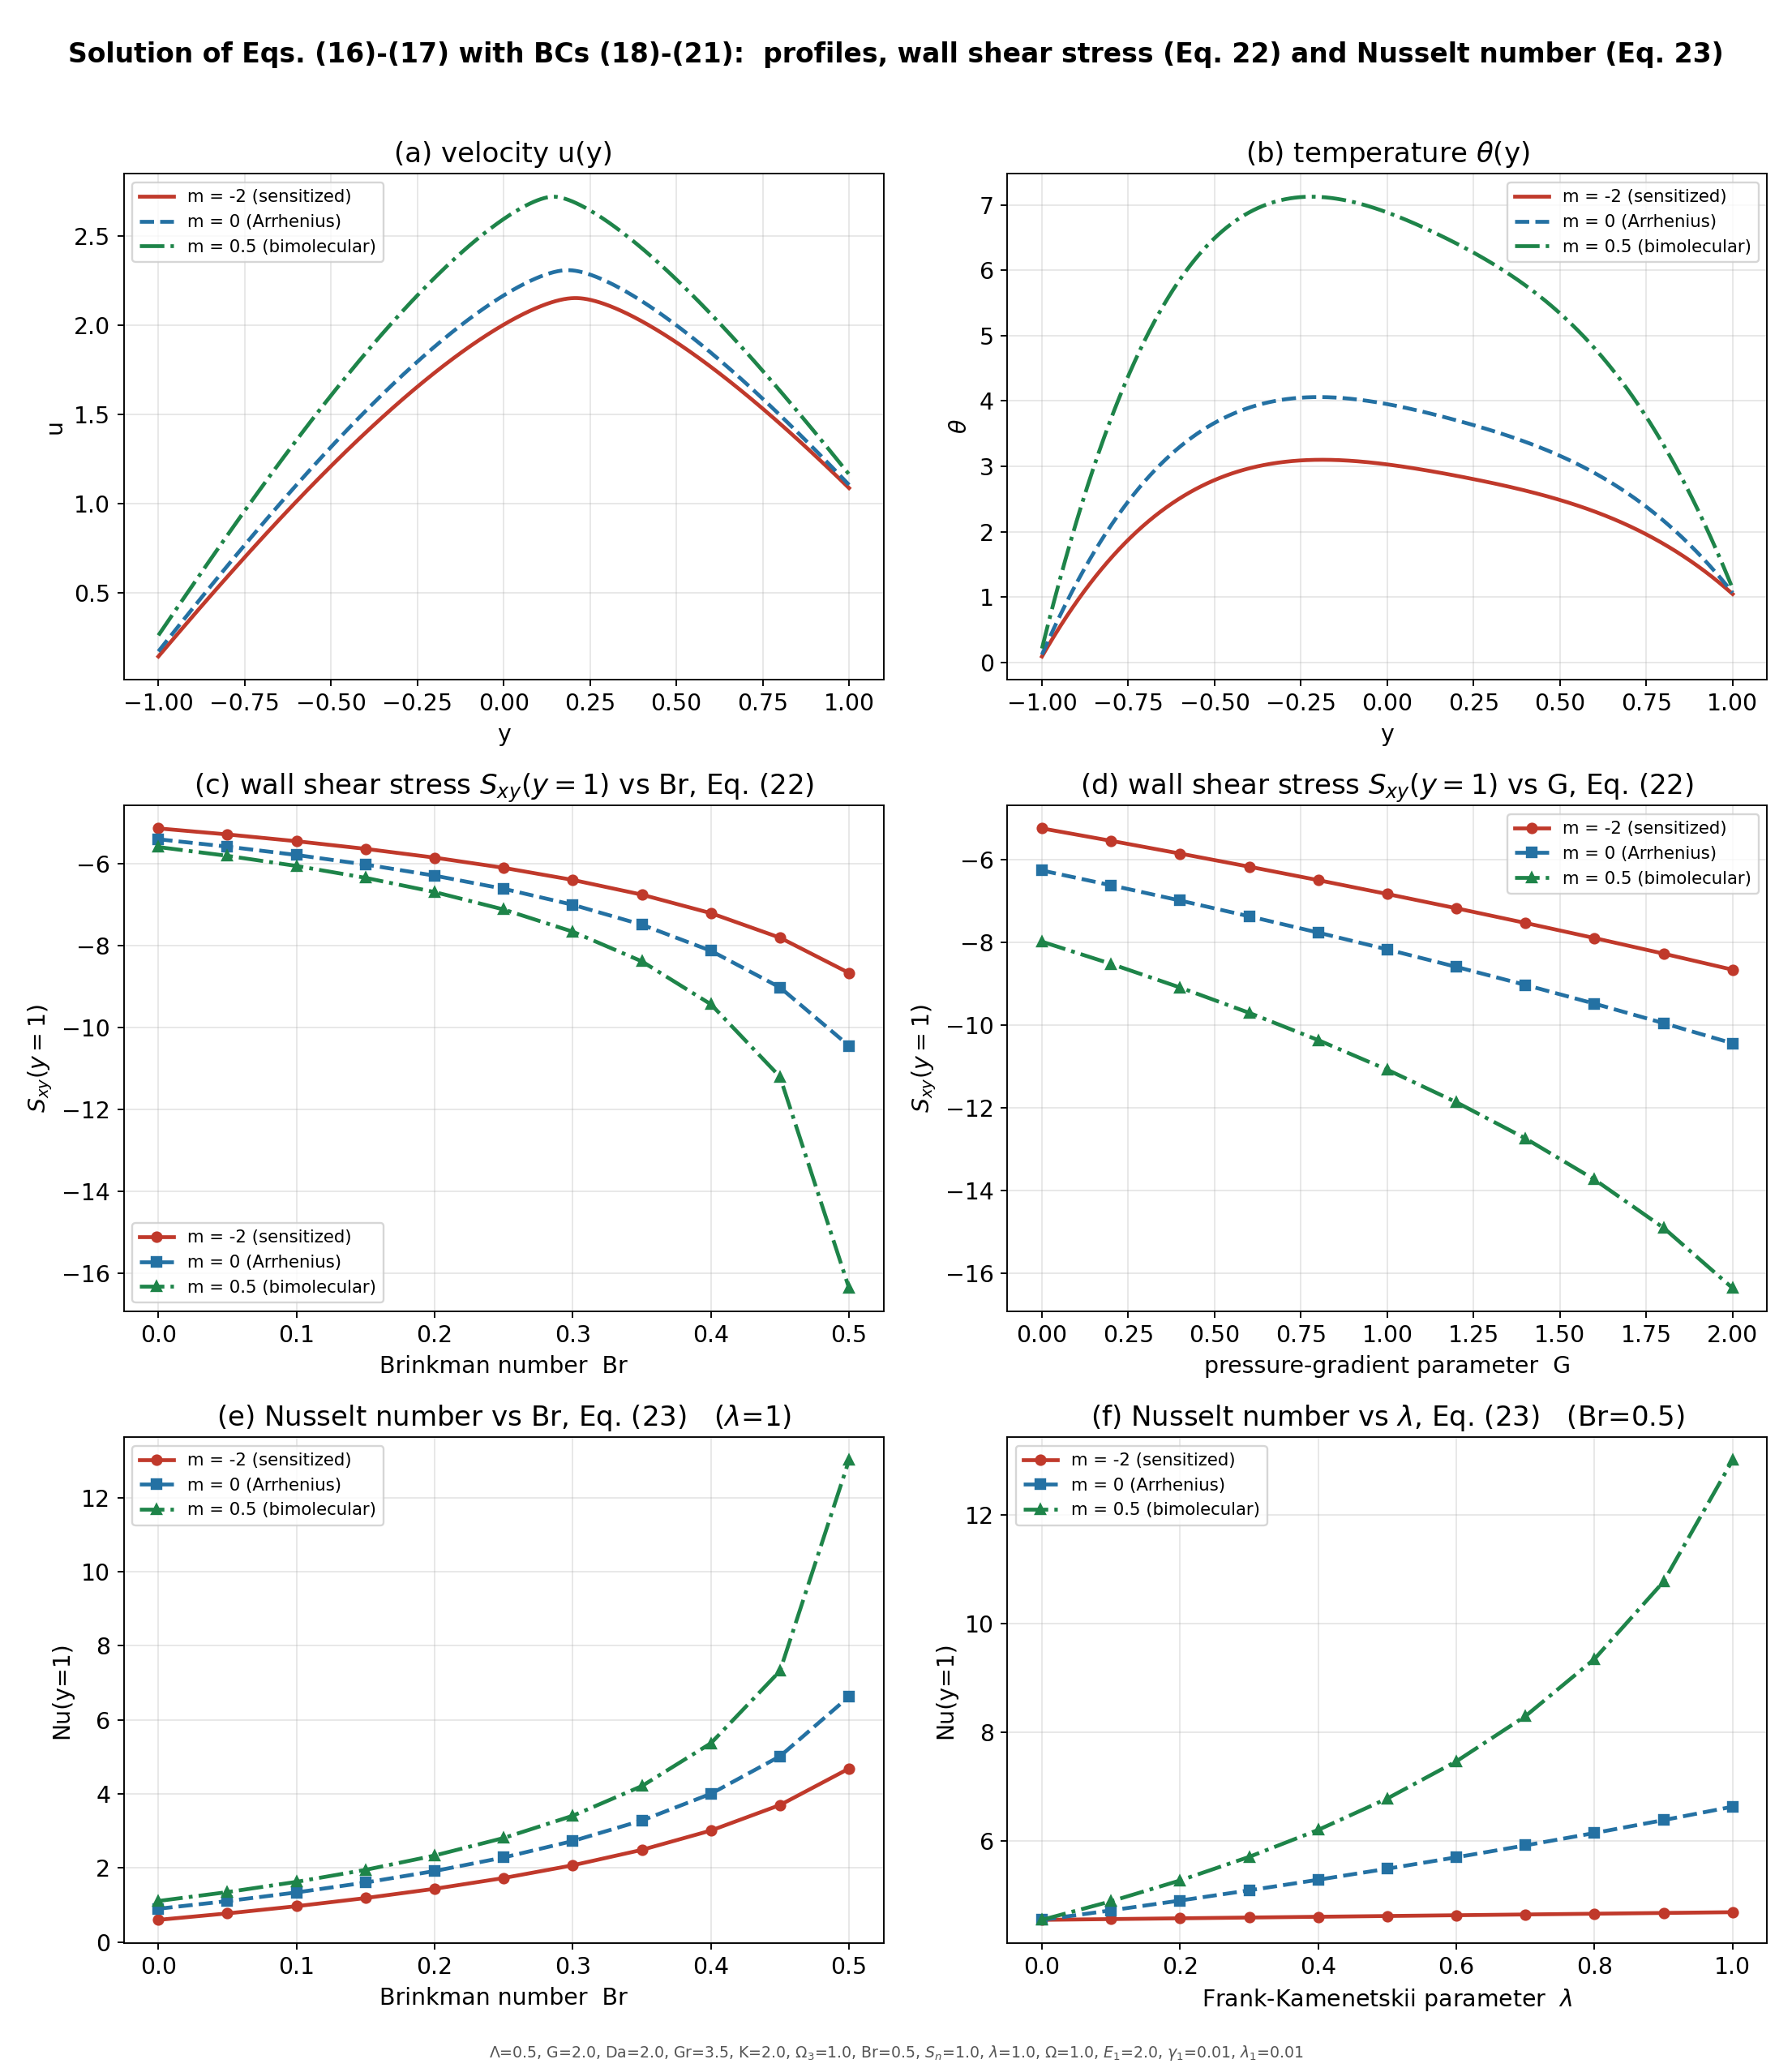 Solution of Eqs. (16)-(17) with BCs (18)-(21):  profiles, wall shear stress (Eq. 22) and Nusselt number (Eq. 23)
(a) velocity u(y)
m = -2 (sensitized)
m = 0 (Arrhenius)
m = 0.5 (bimolecular)
2.5
2.0
1.5
1.0
0.5
u
−1.00 −0.75 −0.50 −0.25 0.00 0.25 0.50 0.75 1.00
y
(b) temperature θ(y)
m = -2 (sensitized)
m = 0 (Arrhenius)
m = 0.5 (bimolecular)
7
6
5
4
3
2
1
0
θ
−1.00 −0.75 −0.50 −0.25 0.00 0.25 0.50 0.75 1.00
y
(c) wall shear stress Sxy(y = 1) vs Br, Eq. (22)
−6
−8
−10
−12
−14
−16
Sxy(y = 1)
m = -2 (sensitized)
m = 0 (Arrhenius)
m = 0.5 (bimolecular)
0.0 0.1 0.2 0.3 0.4 0.5
Brinkman number  Br
(d) wall shear stress Sxy(y = 1) vs G, Eq. (22)
m = -2 (sensitized)
m = 0 (Arrhenius)
m = 0.5 (bimolecular)
−6
−8
−10
−12
−14
−16
Sxy(y = 1)
0.00 0.25 0.50 0.75 1.00 1.25 1.50 1.75 2.00
pressure-gradient parameter  G
(e) Nusselt number vs Br, Eq. (23)   (λ=1)
m = -2 (sensitized)
m = 0 (Arrhenius)
m = 0.5 (bimolecular)
12
10
8
6
4
2
0
Nu(y=1)
0.0 0.1 0.2 0.3 0.4 0.5
Brinkman number  Br
(f) Nusselt number vs λ, Eq. (23)   (Br=0.5)
m = -2 (sensitized)
m = 0 (Arrhenius)
m = 0.5 (bimolecular)
12
10
8
6
Nu(y=1)
0.0 0.2 0.4 0.6 0.8 1.0
Frank-Kamenetskii parameter  λ
Λ=0.5, G=2.0, Da=2.0, Gr=3.5, K=2.0, Ω₃=1.0, Br=0.5, Sₙ=1.0, λ=1.0, Ω=1.0, E₁=2.0, γ₁=0.01, λ₁=0.01